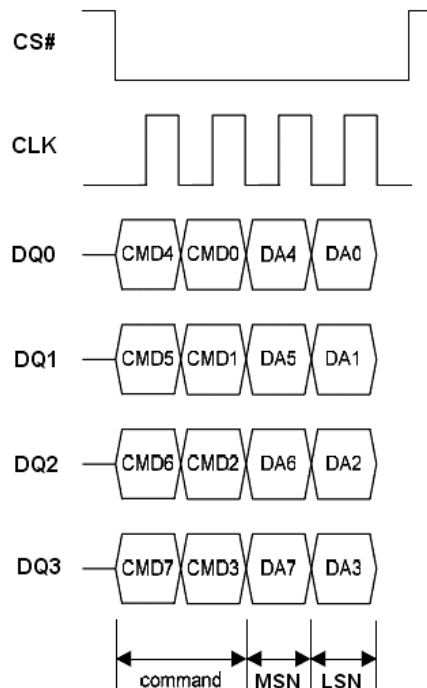 CS#
CLK
DQ0 CMD4 CMD0 DA4 DA0
DQ1 CMD5 CMD1 DA5 DA1
DQ2 CMD6 CMD2 DA6 DA2
DQ3 CMD7 CMD3 DA7 DA3
command MSN LSN